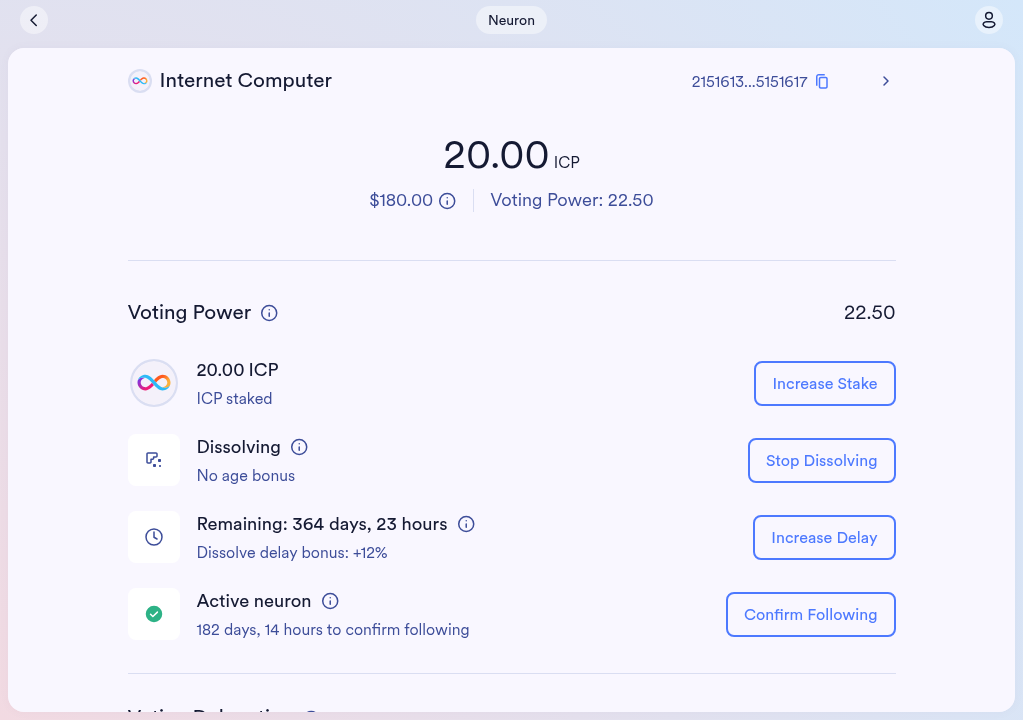 Neuron
Internet Computer
2151613...5151617
20.00 ICP
$180.00
Voting Power: 22.50
Voting Power
22.50
20.00 ICP
ICP staked
Increase Stake
Dissolving
No age bonus
Stop Dissolving
Remaining: 364 days, 23 hours
Dissolve delay bonus: +12%
Increase Delay
Active neuron
182 days, 14 hours to confirm following
Confirm Following